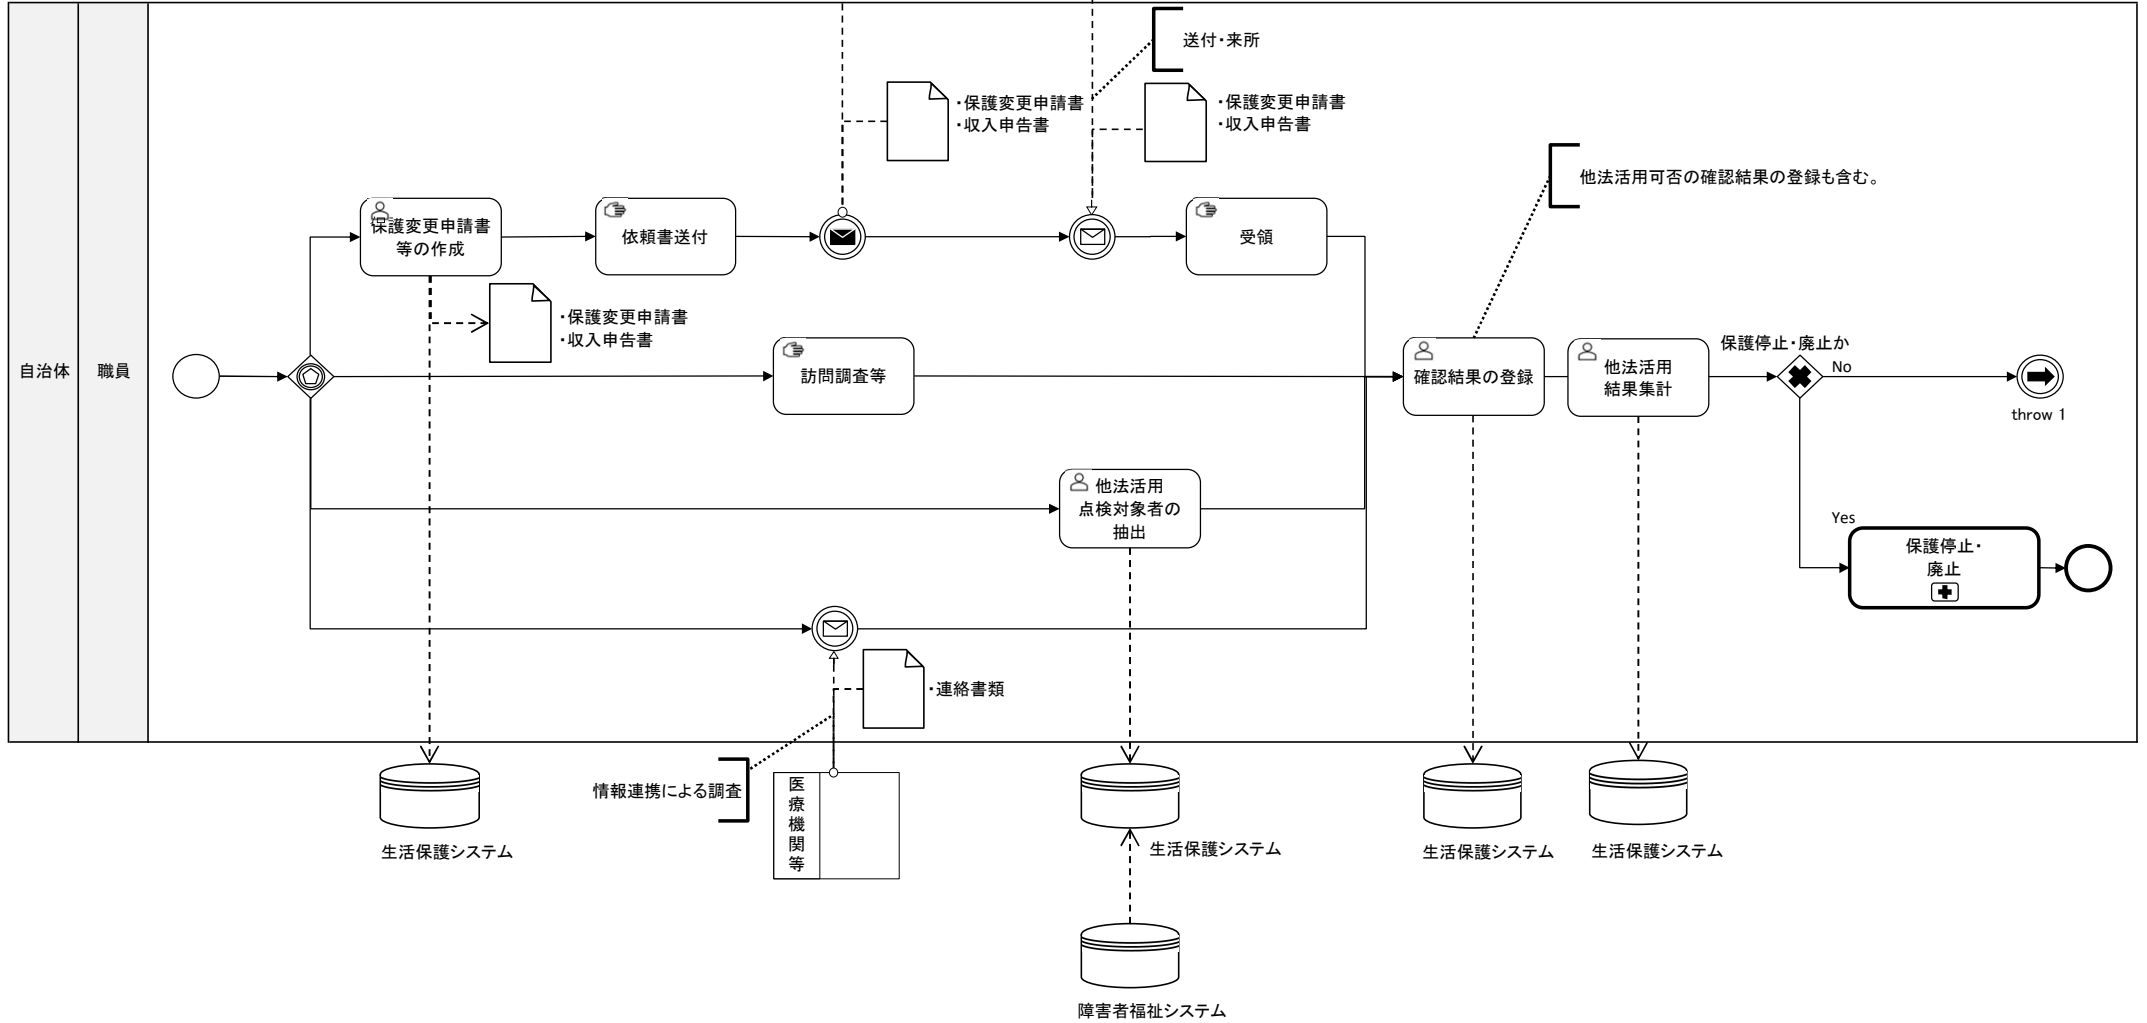 送付・来所
・保護変更申請書
・収入申告書
・保護変更申請書
・収入申告書
他法活用可否の確認結果の登録も含む。
保護変更申請書
等の作成
依頼書送付
受領
・保護変更申請書
・収入申告書
自治体
職員
訪問調査等
確認結果の登録
他法活用
結果集計
保護停止・廃止か
No
throw 1
他法活用
点検対象者の
抽出
Yes
保護停止・
廃止
・連絡書類
情報連携による調査
医療機関等
生活保護システム
生活保護システム
生活保護システム
生活保護システム
障害者福祉システム